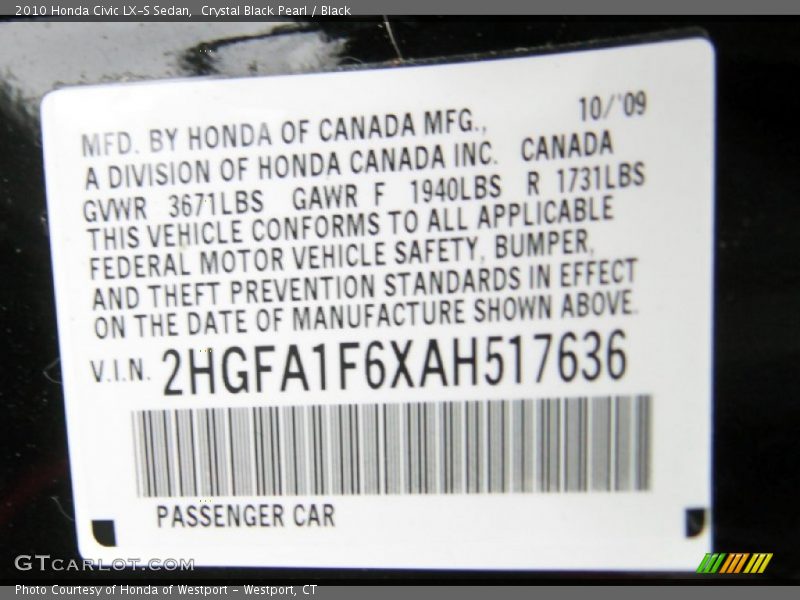 2010 Honda Civic LX-S Sedan,  Crystal Black Pearl / Black
10/'09
MFD. BY HONDA OF CANADA MFG.,
A DIVISION OF HONDA CANADA INC. CANADA
GVWR 3671LBS GAWR F 1940LBS R 1731LBS
THIS VEHICLE CONFORMS TO ALL APPLICABLE
FEDERAL MOTOR VEHICLE SAFETY, BUMPER,
AND THEFT PREVENTION STANDARDS IN EFFECT
ON THE DATE OF MANUFACTURE SHOWN ABOVE.
V.I.N. 2HGFA1F6XAH517636
PASSENGER CAR
GTCARLOT.COM
Photo Courtesy of Honda of Westport - Westport, CT